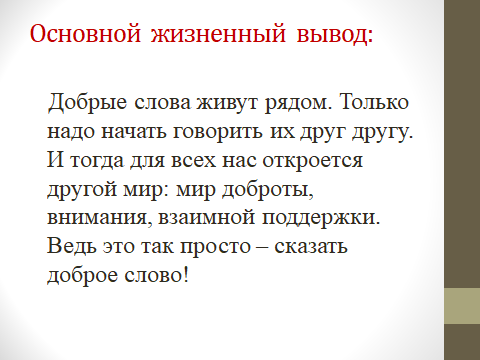 Основной жизненный вывод:
Добрые слова живут рядом. Только
надо начать говорить их друг другу.
И тогда для всех нас откроется
другой мир: мир доброты,
внимания, взаимной поддержки.
Ведь это так просто – сказать
доброе слово!